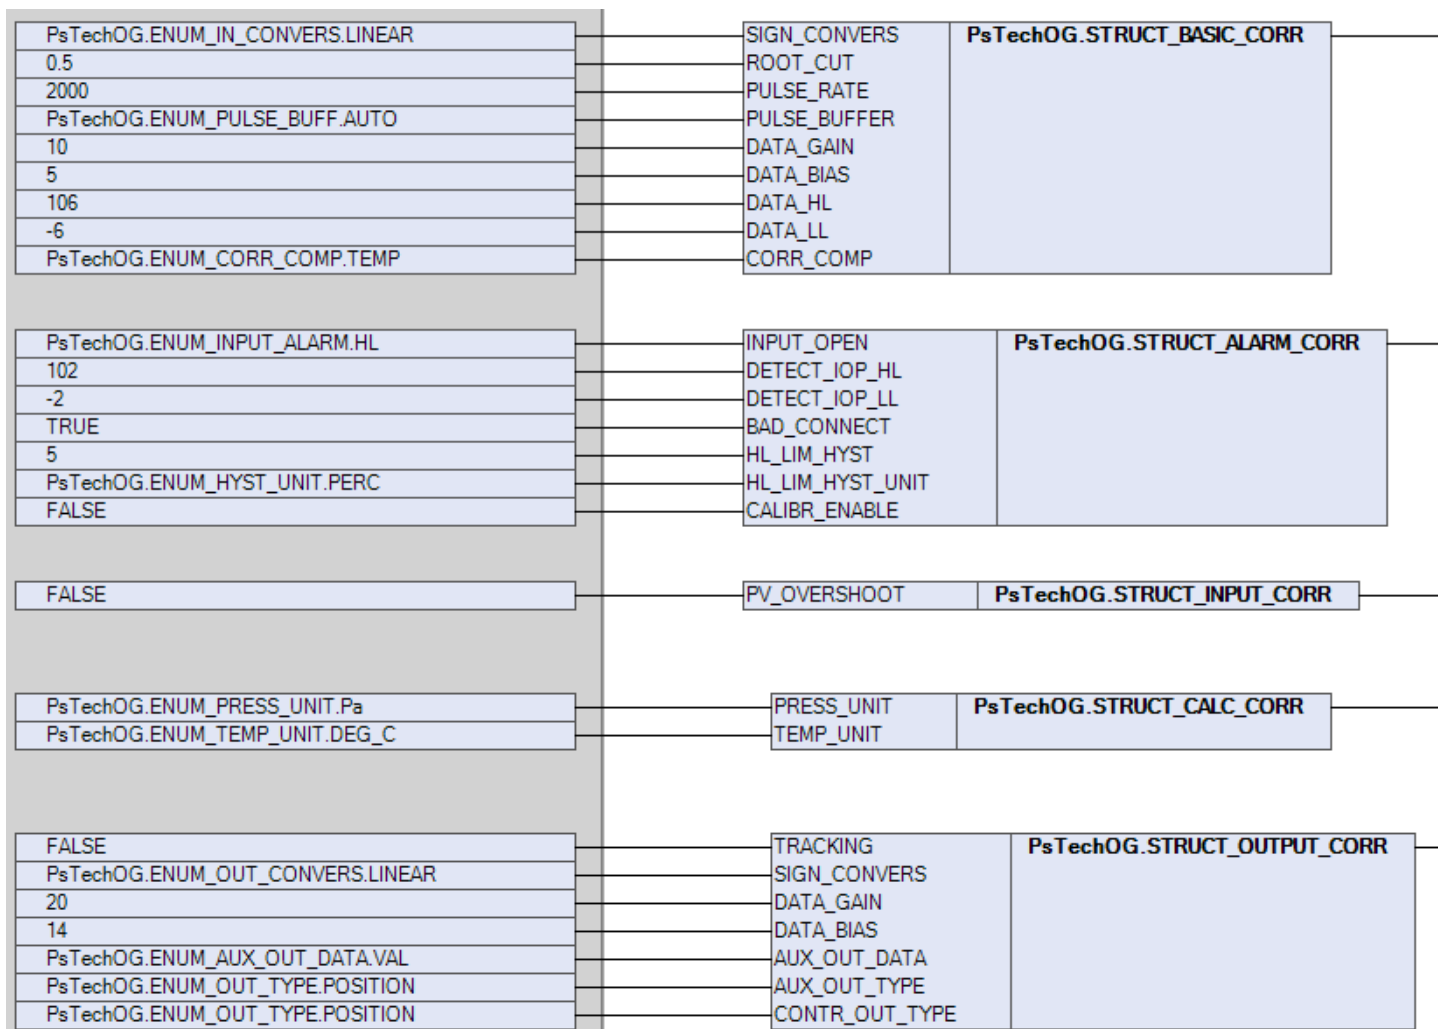 PsTechOG.ENUM_IN_CONVERS.LINEAR SIGN_CONVERS PsTechOG.STRUCT_BASIC_CORR
0.5 ROOT_CUT
2000 PULSE_RATE
PsTechOG.ENUM_PULSE_BUFF.AUTO PULSE_BUFFER
10 DATA_GAIN
5 DATA_BIAS
106 DATA_HL
-6 DATA_LL
PsTechOG.ENUM_CORR_COMP.TEMP CORR_COMP
PsTechOG.ENUM_INPUT_ALARM.HL INPUT_OPEN PsTechOG.STRUCT_ALARM_CORR
102 DETECT_IOP_HL
-2 DETECT_IOP_LL
TRUE BAD_CONNECT
5 HL_LIM_HYST
PsTechOG.ENUM_HYST_UNIT.PERC HL_LIM_HYST_UNIT
FALSE CALIBR_ENABLE
FALSE PV_OVERSHOOT PsTechOG.STRUCT_INPUT_CORR
PsTechOG.ENUM_PRESS_UNIT.Pa PRESS_UNIT PsTechOG.STRUCT_CALC_CORR
PsTechOG.ENUM_TEMP_UNIT.DEG_C TEMP_UNIT
FALSE TRACKING PsTechOG.STRUCT_OUTPUT_CORR
PsTechOG.ENUM_OUT_CONVERS.LINEAR SIGN_CONVERS
20 DATA_GAIN
14 DATA_BIAS
PsTechOG.ENUM_AUX_OUT_DATA.VAL AUX_OUT_DATA
PsTechOG.ENUM_OUT_TYPE.POSITION AUX_OUT_TYPE
PsTechOG.ENUM_OUT_TYPE.POSITION CONTR_OUT_TYPE